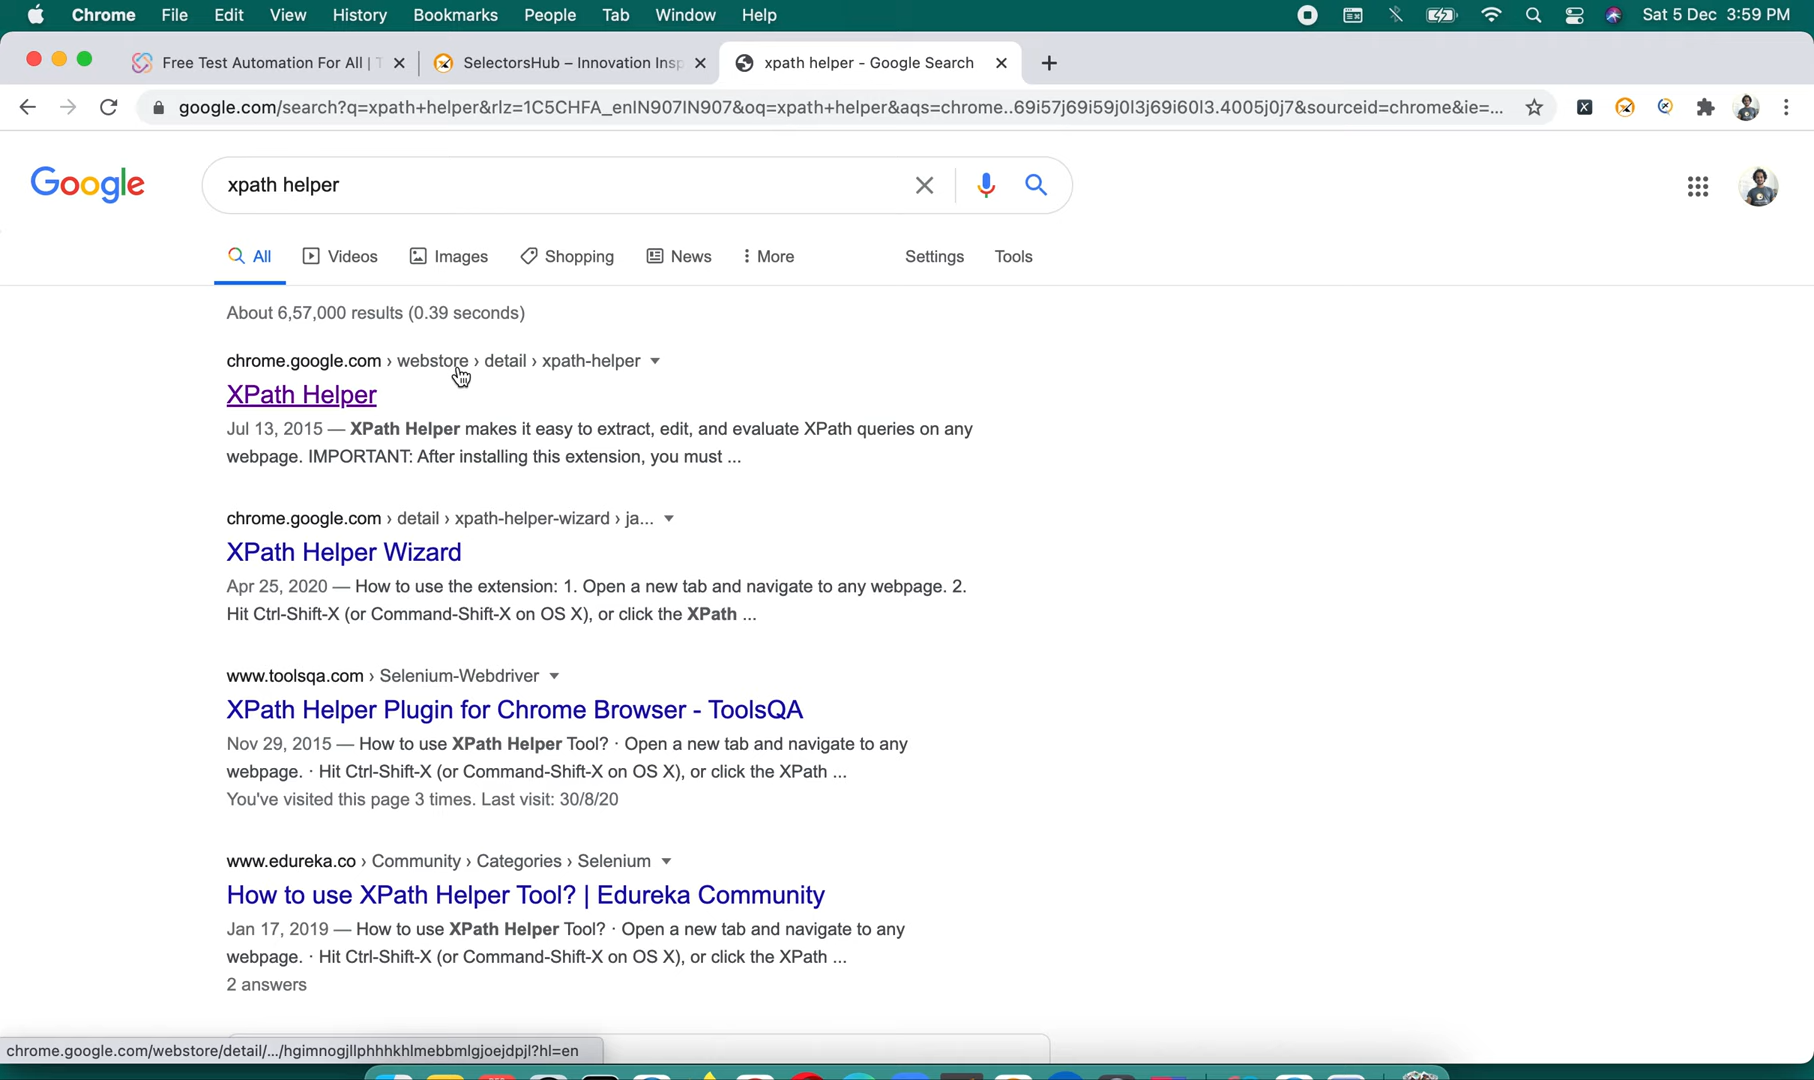 Chrome File Edit View History Bookmarks People Tab Window Help Sat 5 Dec 3:59 PM
Free Test Automation For All | T SelectorsHub – Innovation Insp xpath helper - Google Search
google.com/search?q=xpath+helper&rlz=1C5CHFA_enIN907IN907&oq=xpath+helper&aqs=chrome..69i57j69i59j0l3j69i60l3.4005j0j7&sourceid=chrome&ie=...
Google xpath helper
All Videos Images Shopping News More Settings Tools
About 6,57,000 results (0.39 seconds)
chrome.google.com › webstore › detail › xpath-helper
XPath Helper
Jul 13, 2015 — XPath Helper makes it easy to extract, edit, and evaluate XPath queries on any
webpage. IMPORTANT: After installing this extension, you must ...
chrome.google.com › detail › xpath-helper-wizard › ja...
XPath Helper Wizard
Apr 25, 2020 — How to use the extension: 1. Open a new tab and navigate to any webpage. 2.
Hit Ctrl-Shift-X (or Command-Shift-X on OS X), or click the XPath ...
www.toolsqa.com › Selenium-Webdriver
XPath Helper Plugin for Chrome Browser - ToolsQA
Nov 29, 2015 — How to use XPath Helper Tool? · Open a new tab and navigate to any
webpage. · Hit Ctrl-Shift-X (or Command-Shift-X on OS X), or click the XPath ...
You've visited this page 3 times. Last visit: 30/8/20
www.edureka.co › Community › Categories › Selenium
How to use XPath Helper Tool? | Edureka Community
Jan 17, 2019 — How to use XPath Helper Tool? · Open a new tab and navigate to any
webpage. · Hit Ctrl-Shift-X (or Command-Shift-X on OS X), or click the XPath ...
2 answers
chrome.google.com/webstore/detail/.../hgimnogjllphhhkhlmebbmlgjoejdpjl?hl=en